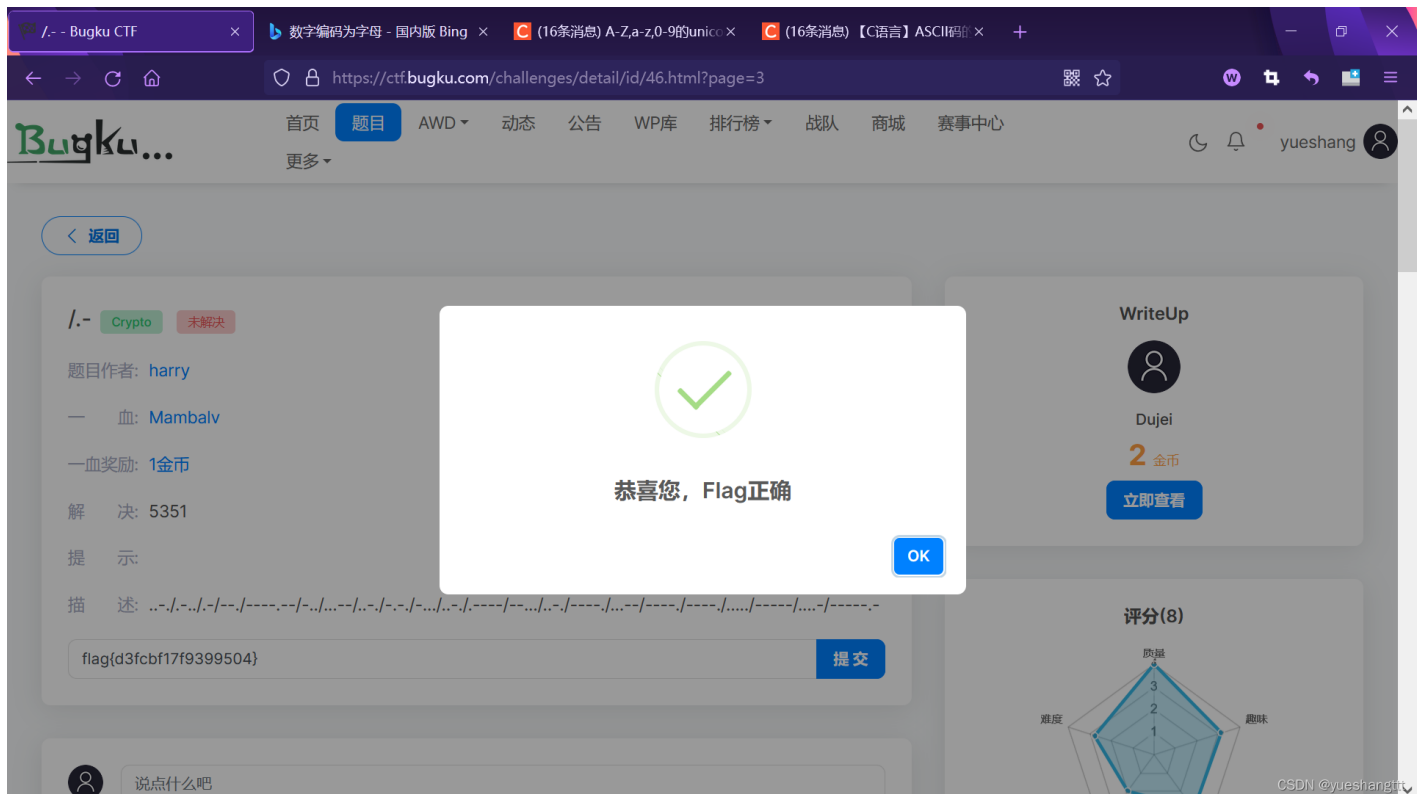 /.- - Bugku CTF
数字编码为字母 - 国内版 Bing
(16条消息) A-Z,a-z,0-9的unico
(16条消息) 【C语言】ASCII码的
https://ctf.bugku.com/challenges/detail/id/46.html?page=3
Bugku...
首页 题目 AWD 动态 公告 WP库 排行榜 战队 商城 赛事中心
更多
yueshang
返回
/.- Crypto 未解决
题目作者: harry
一 血: Mambalv
一血奖励: 1金币
解 决: 5351
提 示:
描 述: ..-./.-../.-/--./----.--/-../...--/..-./-.-./-.../..-./.----/--.../..-./----./...--/----./----./...../-----/....-/-----.-
flag{d3fcbf17f9399504}
提 交
说点什么吧
恭喜您，Flag正确
OK
WriteUp
Dujei
2 金币
立即查看
评分(8)
质量
3
难度
趣味
2
1
CSDN @yueshangttt